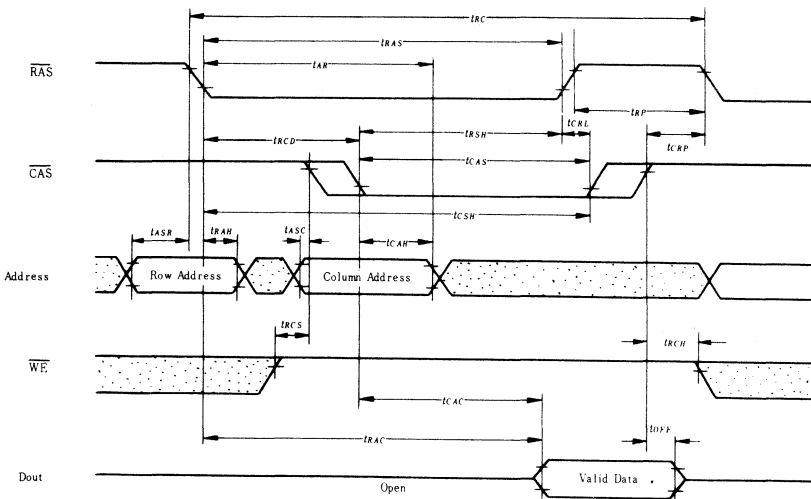 tRC
tRAS
tAR
RAS
tRP
tCRL
tRSH
tRCD
tCRP
CAS
tCAS
tCSH
tASR
tRAH
tASC
tCAH
Address
Row Address
Column Address
tRCS
WE
tRCH
tCAC
tRAC
tOFF
Dout
Open
Valid Data